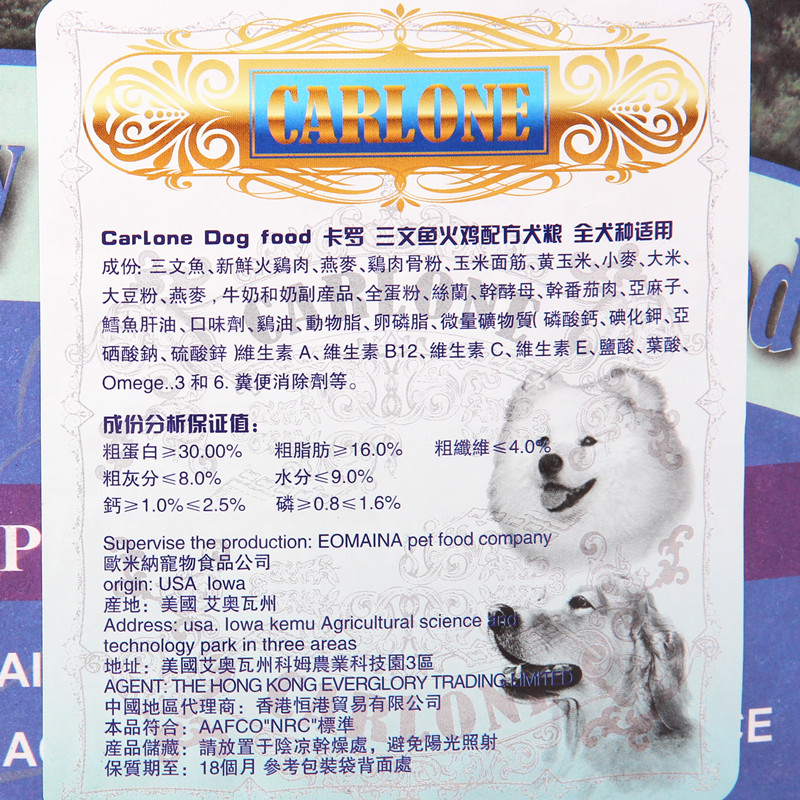 CARLONE
Carlone Dog food 卡罗 三文鱼火鸡配方犬粮 全犬种适用
成份: 三文魚、新鮮火鷄肉、燕麥、鷄肉骨粉、玉米面筋、黄玉米、小麥、大米、
大豆粉、燕麥，牛奶和奶副産品、全蛋粉、絲蘭、幹酵母、幹番茄肉、亞麻子、
鱈魚肝油、口味劑、鷄油、動物脂、卵磷脂、微量礦物質( 磷酸鈣、碘化鉀、亞
硒酸鈉、硫酸鋅 )維生素 A、維生素 B12、維生素 C、維生素 E、鹽酸、葉酸、
Omege..3 和 6. 糞便消除劑等。
成份分析保证值：
粗蛋白≥30.00% 粗脂肪≥16.0% 粗纖維≤4.0%
粗灰分≤8.0% 水分≤9.0%
鈣≥1.0%≤2.5% 磷≥0.8≤1.6%
Supervise the production: EOMAINA pet food company
歐米納寵物食品公司
origin: USA Iowa
産地：美國 艾奥瓦州
Address: usa. Iowa kemu Agricultural science and
technology park in three areas
地址：美國艾奥瓦州科姆農業科技園3區
AGENT: THE HONG KONG EVERGLORY TRADING LIMITED
中國地區代理商：香港恒港貿易有限公司
本品符合：AAFCO"NRC"標準
産品儲藏：請放置于陰凉幹燥處，避免陽光照射
保質期至：18個月 參考包裝袋背面處
CARLONE
CARLONE
y
d
P
AI
A
CE